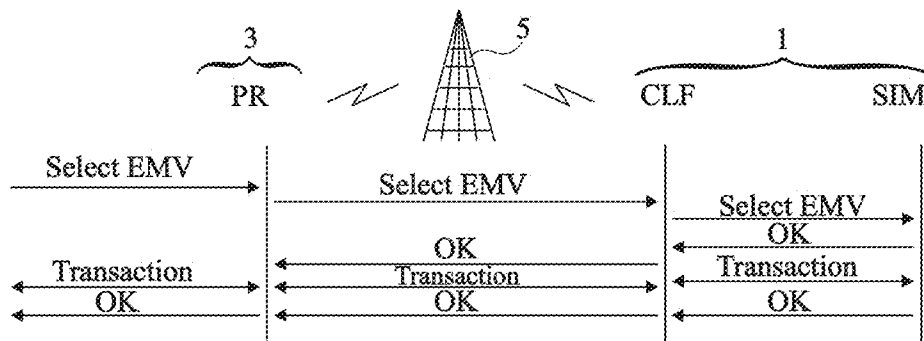 3
5
1
PR
CLF
SIM
Select EMV
Select EMV
Select EMV
OK
OK
Transaction
Transaction
Transaction
OK
OK
OK